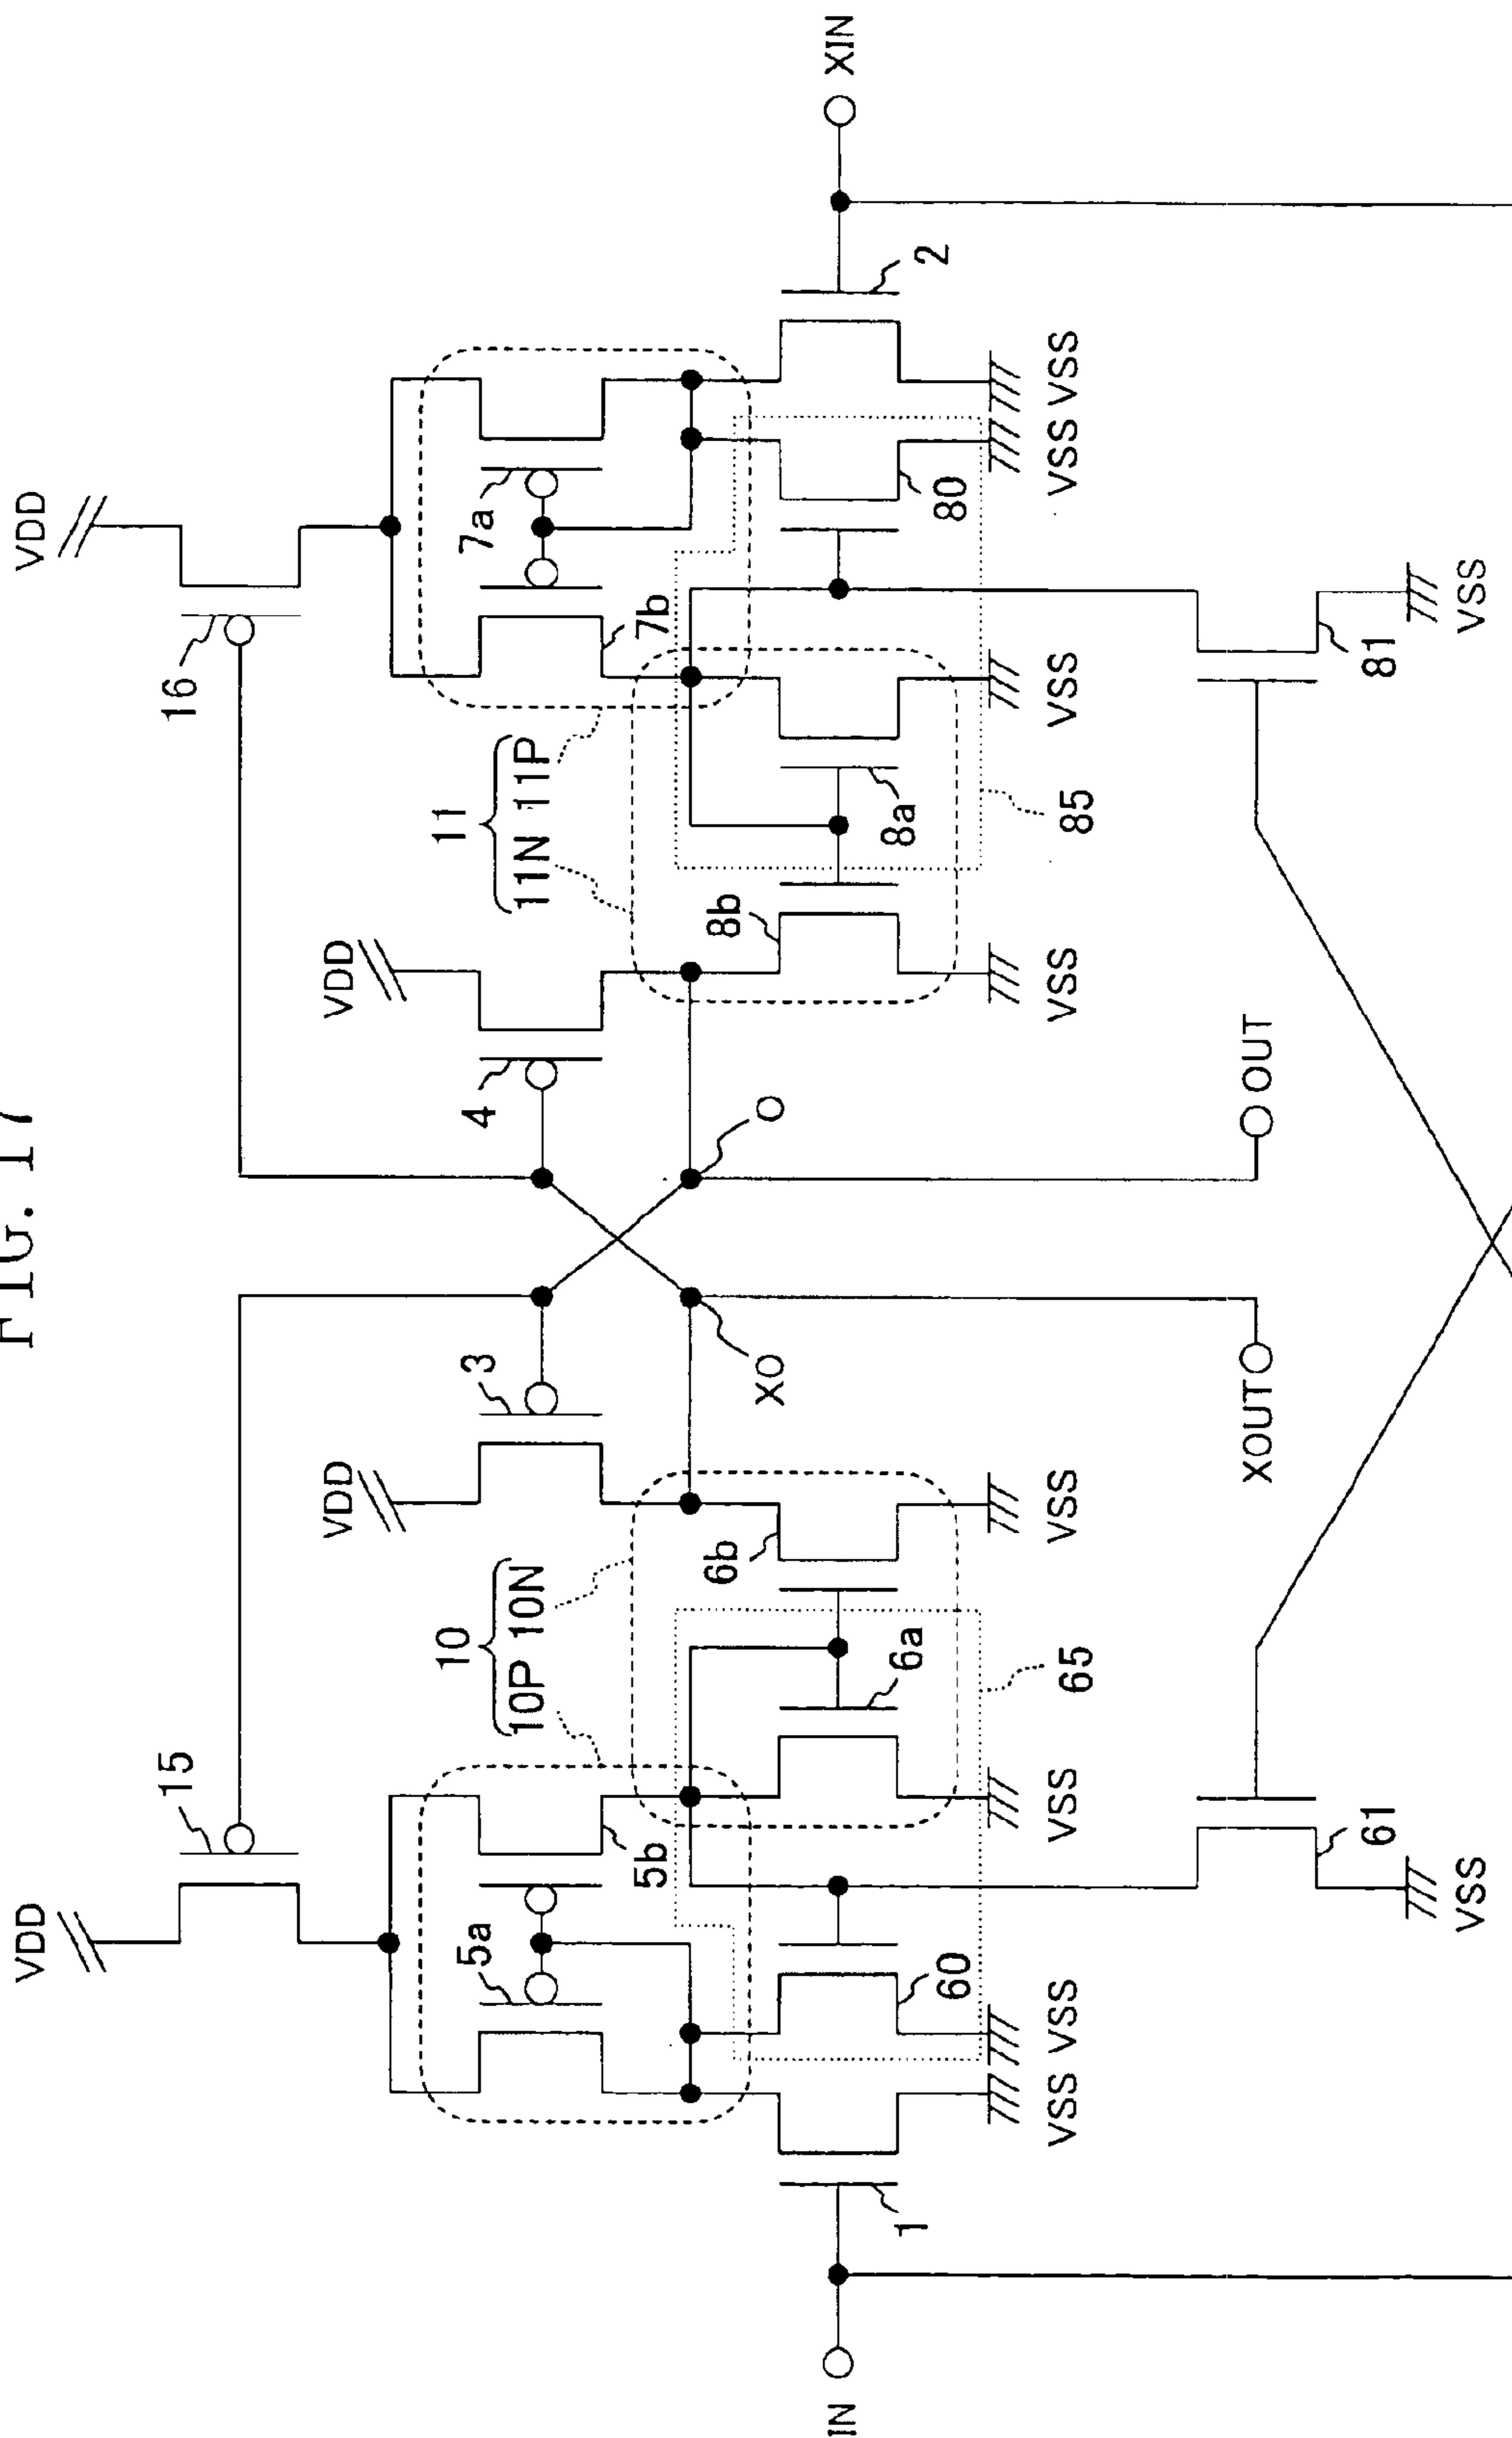 FIG. 17
VDD
VDD
15
16
VDD
VDD
3
4
10
10P 10N
11
11N 11P
5a
5b
7a
7b
6b
8b
XO
O
IN
1
60
6a
8a
80
2
XIN
VSS VSS
VSS
VSS
VSS
VSS
VSS VSS
65
85
XOUT
OUT
61
81
VSS
VSS